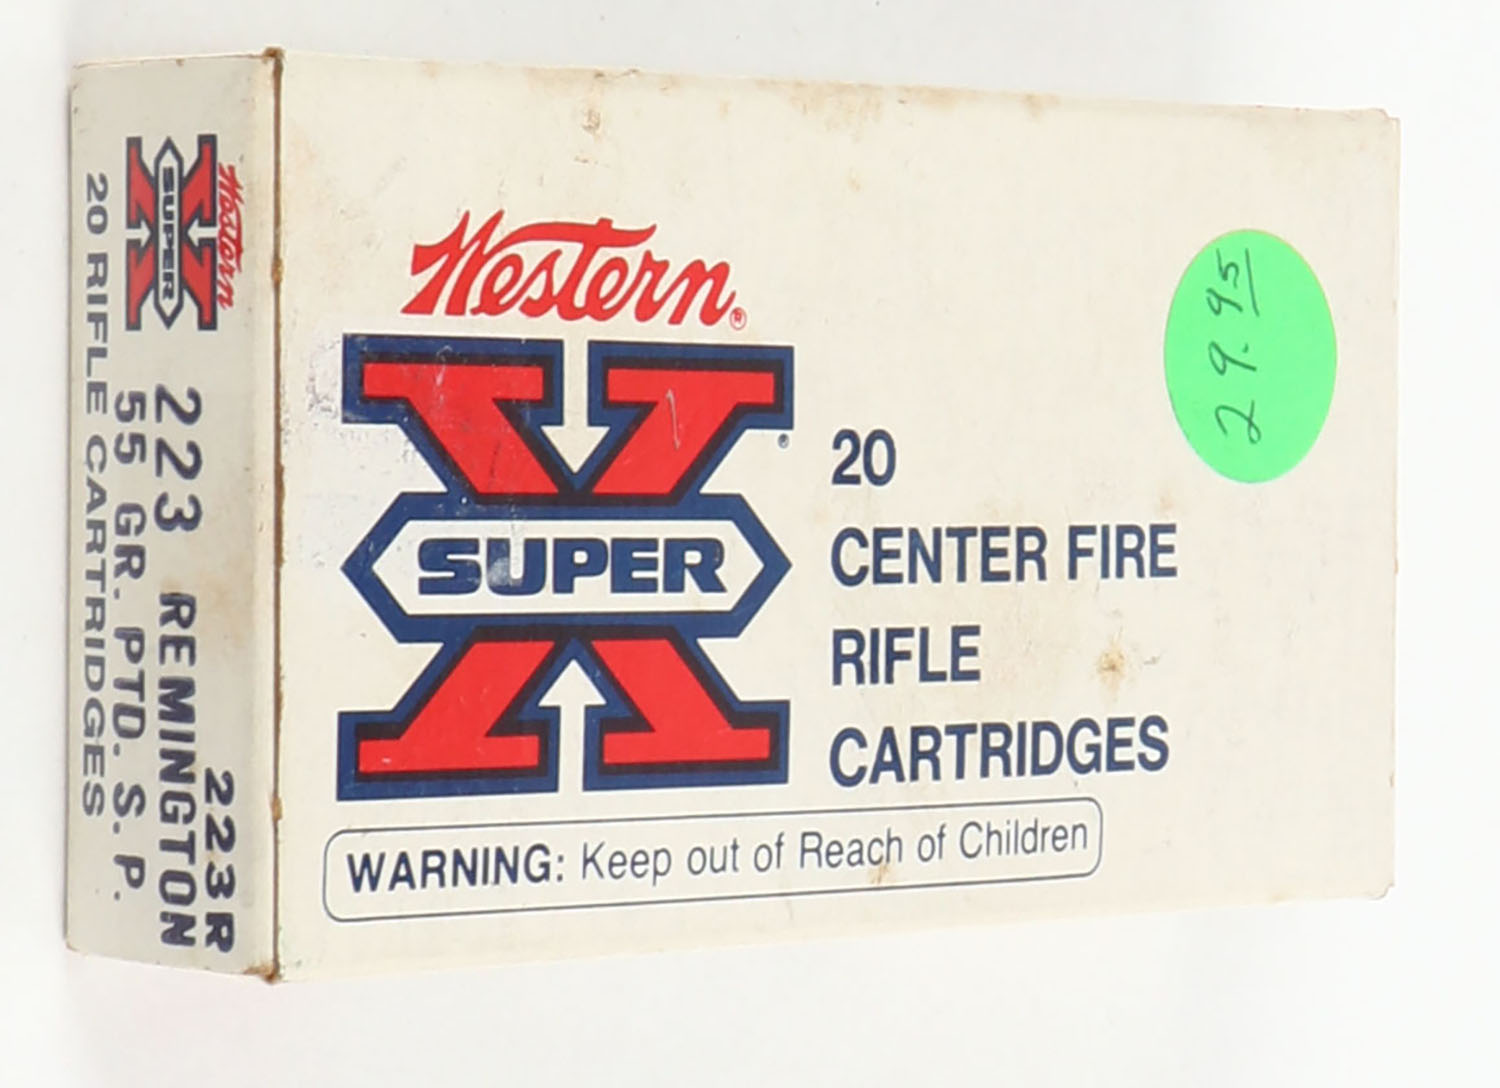 Western®
SUPER X
20
CENTER FIRE
RIFLE
CARTRIDGES
WARNING: Keep out of Reach of Children
29.95
Western
SUPER X
223R
223 REMINGTON
55 GR. PTD. S. P.
20 RIFLE CARTRIDGES